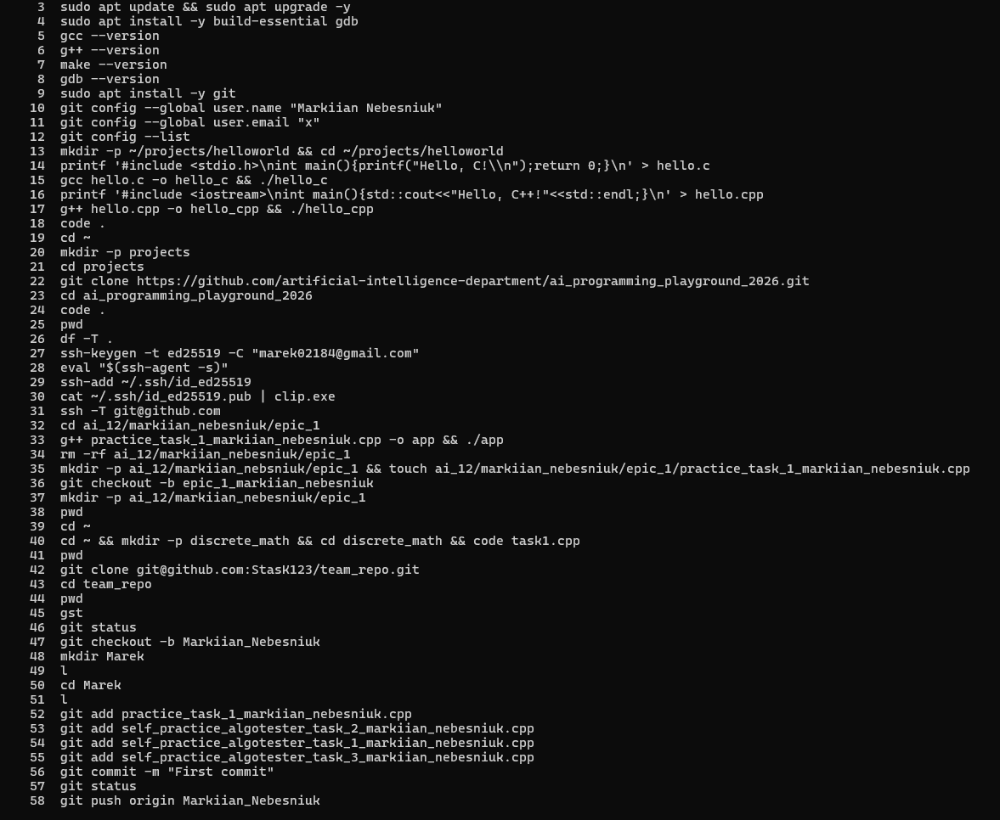 3 sudo apt update && sudo apt upgrade -y
4 sudo apt install -y build-essential gdb
5 gcc --version
6 g++ --version
7 make --version
8 gdb --version
9 sudo apt install -y git
10 git config --global user.name "Markiian Nebesniuk"
11 git config --global user.email "x"
12 git config --list
13 mkdir -p ~/projects/helloworld && cd ~/projects/helloworld
14 printf '#include <stdio.h>\nint main(){printf("Hello, C!\\n");return 0;}\n' > hello.c
15 gcc hello.c -o hello_c && ./hello_c
16 printf '#include <iostream>\nint main(){std::cout<<"Hello, C++!"<<std::endl;}\n' > hello.cpp
17 g++ hello.cpp -o hello_cpp && ./hello_cpp
18 code .
19 cd ~
20 mkdir -p projects
21 cd projects
22 git clone https://github.com/artificial-intelligence-department/ai_programming_playground_2026.git
23 cd ai_programming_playground_2026
24 code .
25 pwd
26 df -T .
27 ssh-keygen -t ed25519 -C "marek02184@gmail.com"
28 eval "$(ssh-agent -s)"
29 ssh-add ~/.ssh/id_ed25519
30 cat ~/.ssh/id_ed25519.pub | clip.exe
31 ssh -T git@github.com
32 cd ai_12/markiian_nebesniuk/epic_1
33 g++ practice_task_1_markiian_nebesniuk.cpp -o app && ./app
34 rm -rf ai_12/markiian_nebesniuk/epic_1
35 mkdir -p ai_12/markiian_nebsniuk/epic_1 && touch ai_12/markiian_nebesniuk/epic_1/practice_task_1_markiian_nebesniuk.cpp
36 git checkout -b epic_1_markiian_nebesniuk
37 mkdir -p ai_12/markiian_nebesniuk/epic_1
38 pwd
39 cd ~
40 cd ~ && mkdir -p discrete_math && cd discrete_math && code task1.cpp
41 pwd
42 git clone git@github.com:StasK123/team_repo.git
43 cd team_repo
44 pwd
45 gst
46 git status
47 git checkout -b Markiian_Nebesniuk
48 mkdir Marek
49 l
50 cd Marek
51 l
52 git add practice_task_1_markiian_nebesniuk.cpp
53 git add self_practice_algotester_task_2_markiian_nebesniuk.cpp
54 git add self_practice_algotester_task_1_markiian_nebesniuk.cpp
55 git add self_practice_algotester_task_3_markiian_nebesniuk.cpp
56 git commit -m "First commit"
57 git status
58 git push origin Markiian_Nebesniuk